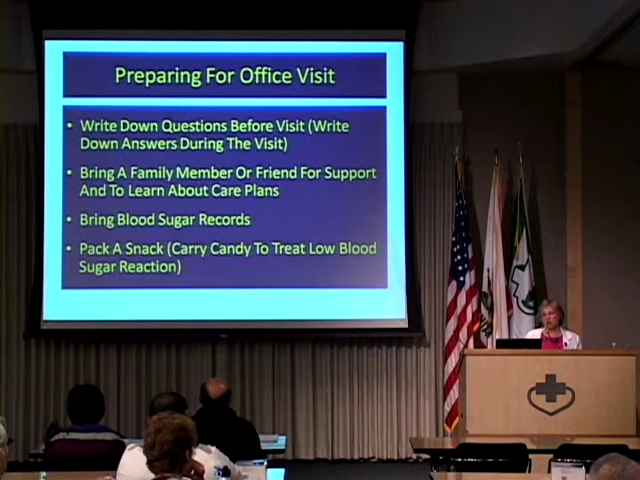 Preparing For Office Visit
• Write Down Questions Before Visit (Write
Down Answers During The Visit)
• Bring A Family Member Or Friend For Support
And To Learn About Care Plans
• Bring Blood Sugar Records
• Pack A Snack (Carry Candy To Treat Low Blood
Sugar Reaction)